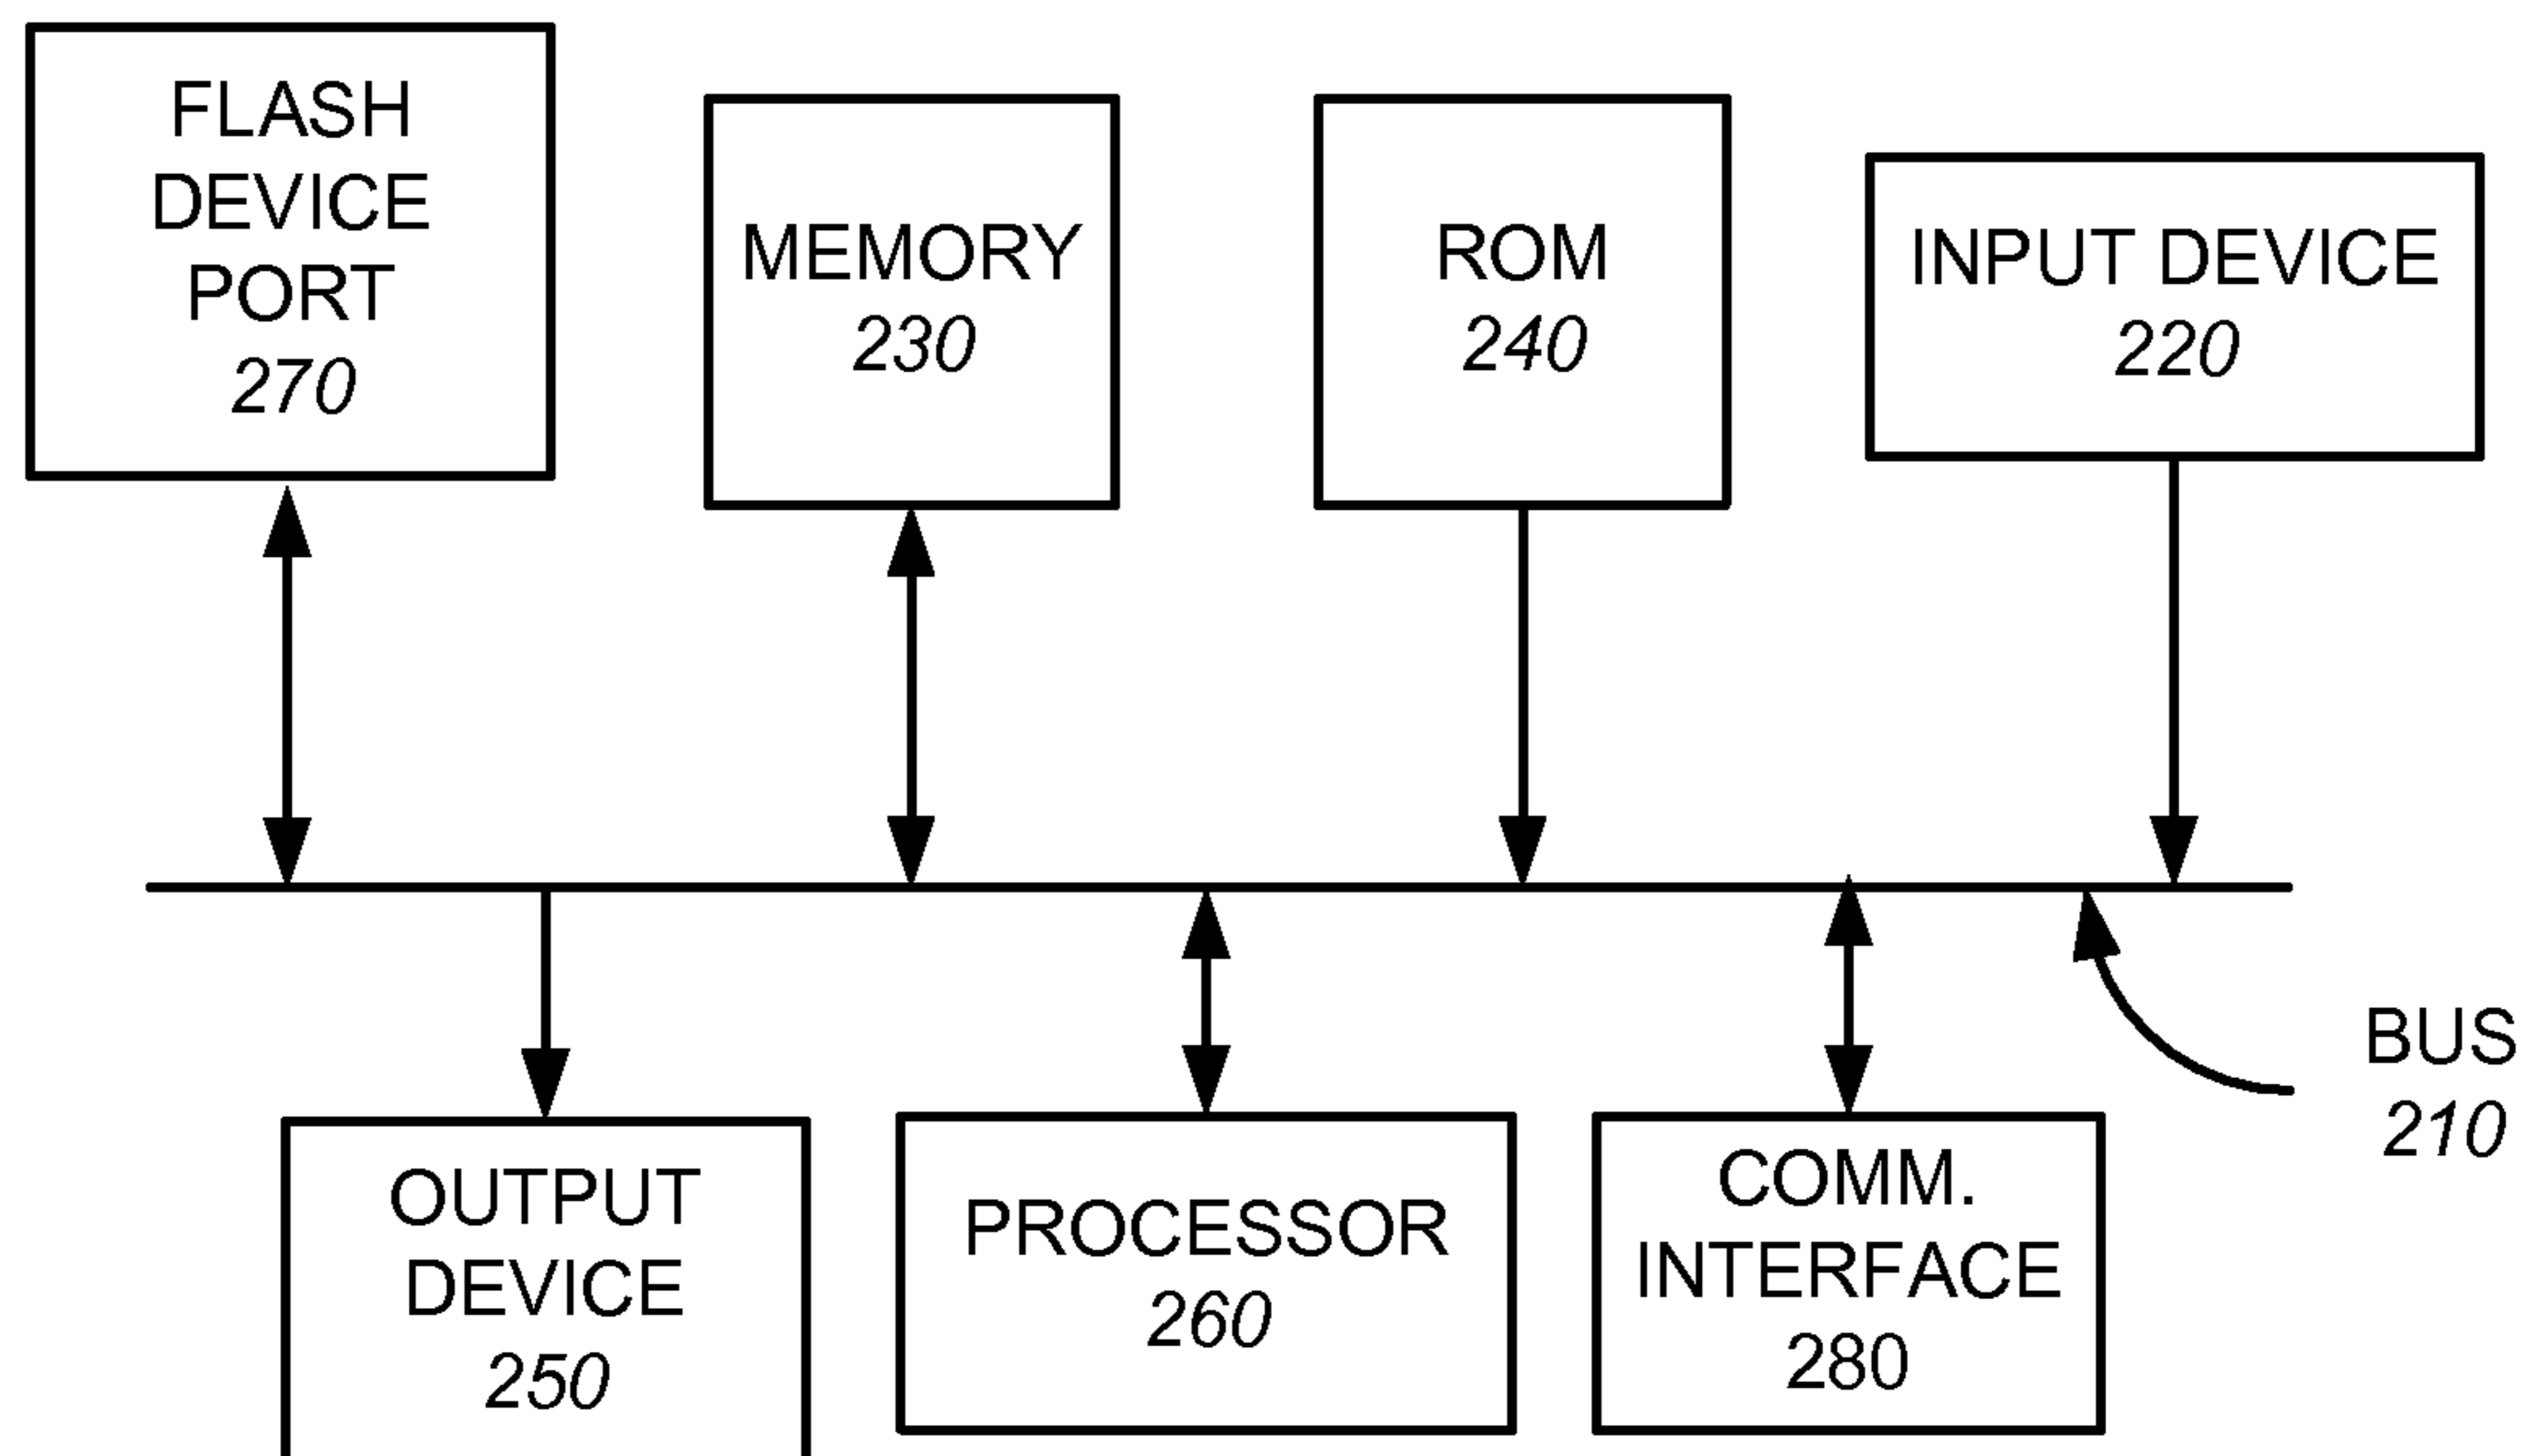 FLASH
DEVICE
PORT
270
MEMORY
230
ROM
240
INPUT DEVICE
220
BUS
210
OUTPUT
DEVICE
250
PROCESSOR
260
COMM.
INTERFACE
280